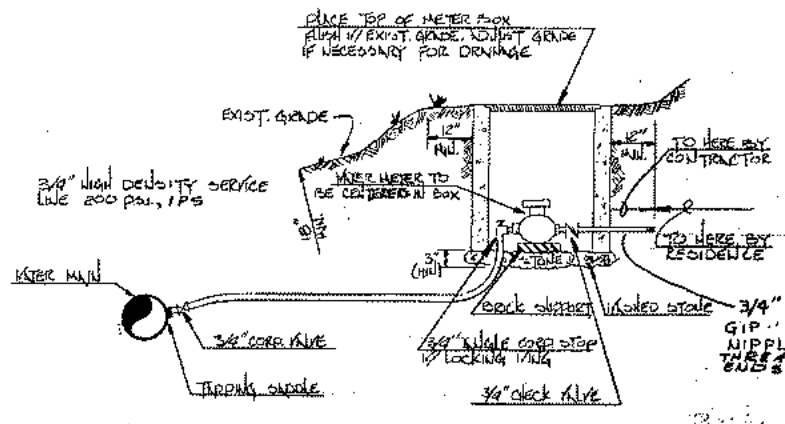 PLACE TOP OF METER BOX
FLUSH W/ EXIST. GRADE. ADJUST GRADE
IF NECESSARY FOR DRAINAGE
EXIST. GRADE
12"
MIN.
12"
MIN.
TO HERE BY
CONTRACTOR
3/4" HIGH DENSITY SERVICE
LINE 200 PSI, IPS
WATER METER TO
BE CENTERED IN BOX
18"
MIN.
TO HERE BY
RESIDENCE
3"
(MIN)
STONE
WATER MAIN
BRICK SUPPORT
WASHED STONE
3/4"
GIP
NIPPL
THREA
ENDS
3/4" CORP. VALVE
3/4" ANGLE CORP STOP
W/ LOCKING WING
TAPPING SADDLE
3/4" CHECK VALVE